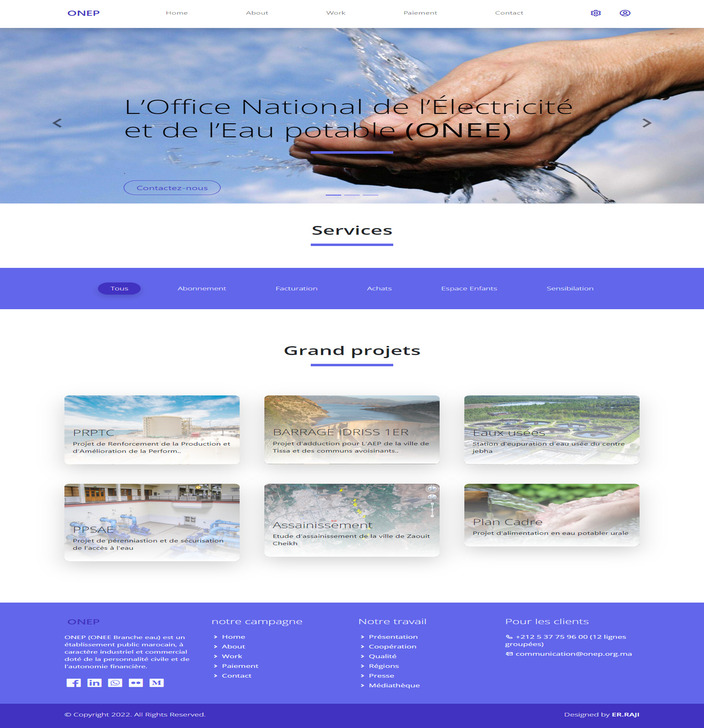 ONEP
Home About Work Paiement Contact
L'Office National de l'Électricité
et de l'Eau potable (ONEE)
< >
Contactez-nous
Services
Tous Abonnement Facturation Achats Espace Enfants Sensibilation
Grand projets
PRPTC
Projet de Renforcement de la Production et
d'Amélioration de la Perform..
BARRAGE IDRISS 1ER
Projet d'adduction pour L'AEP de la ville de
Tissa et des communs avoisinants..
Eaux usées
Station d'eupuration d'eau usée du centre
jebha
PPSAE
Projet de pérenniastion et de sécurisation
de l'accès à l'eau
Assainissement
Etude d'assainissement de la ville de Zaouit
Cheikh
Plan Cadre
Projet d'alimentation en eau potabler urale
ONEP
ONEP (ONEE Branche eau) est un
établissement public marocain, à
caractère industriel et commercial
doté de la personnalité civile et de
l'autonomie financière.
notre campagne
> Home
> About
> Work
> Paiement
> Contact
Notre travail
> Présentation
> Coopération
> Qualité
> Régions
> Presse
> Médiathèque
Pour les clients
+212 5 37 75 96 00 (12 lignes
groupées)
communication@onep.org.ma
© Copyright 2022. All Rights Reserved.
Designed by ER.RAJI